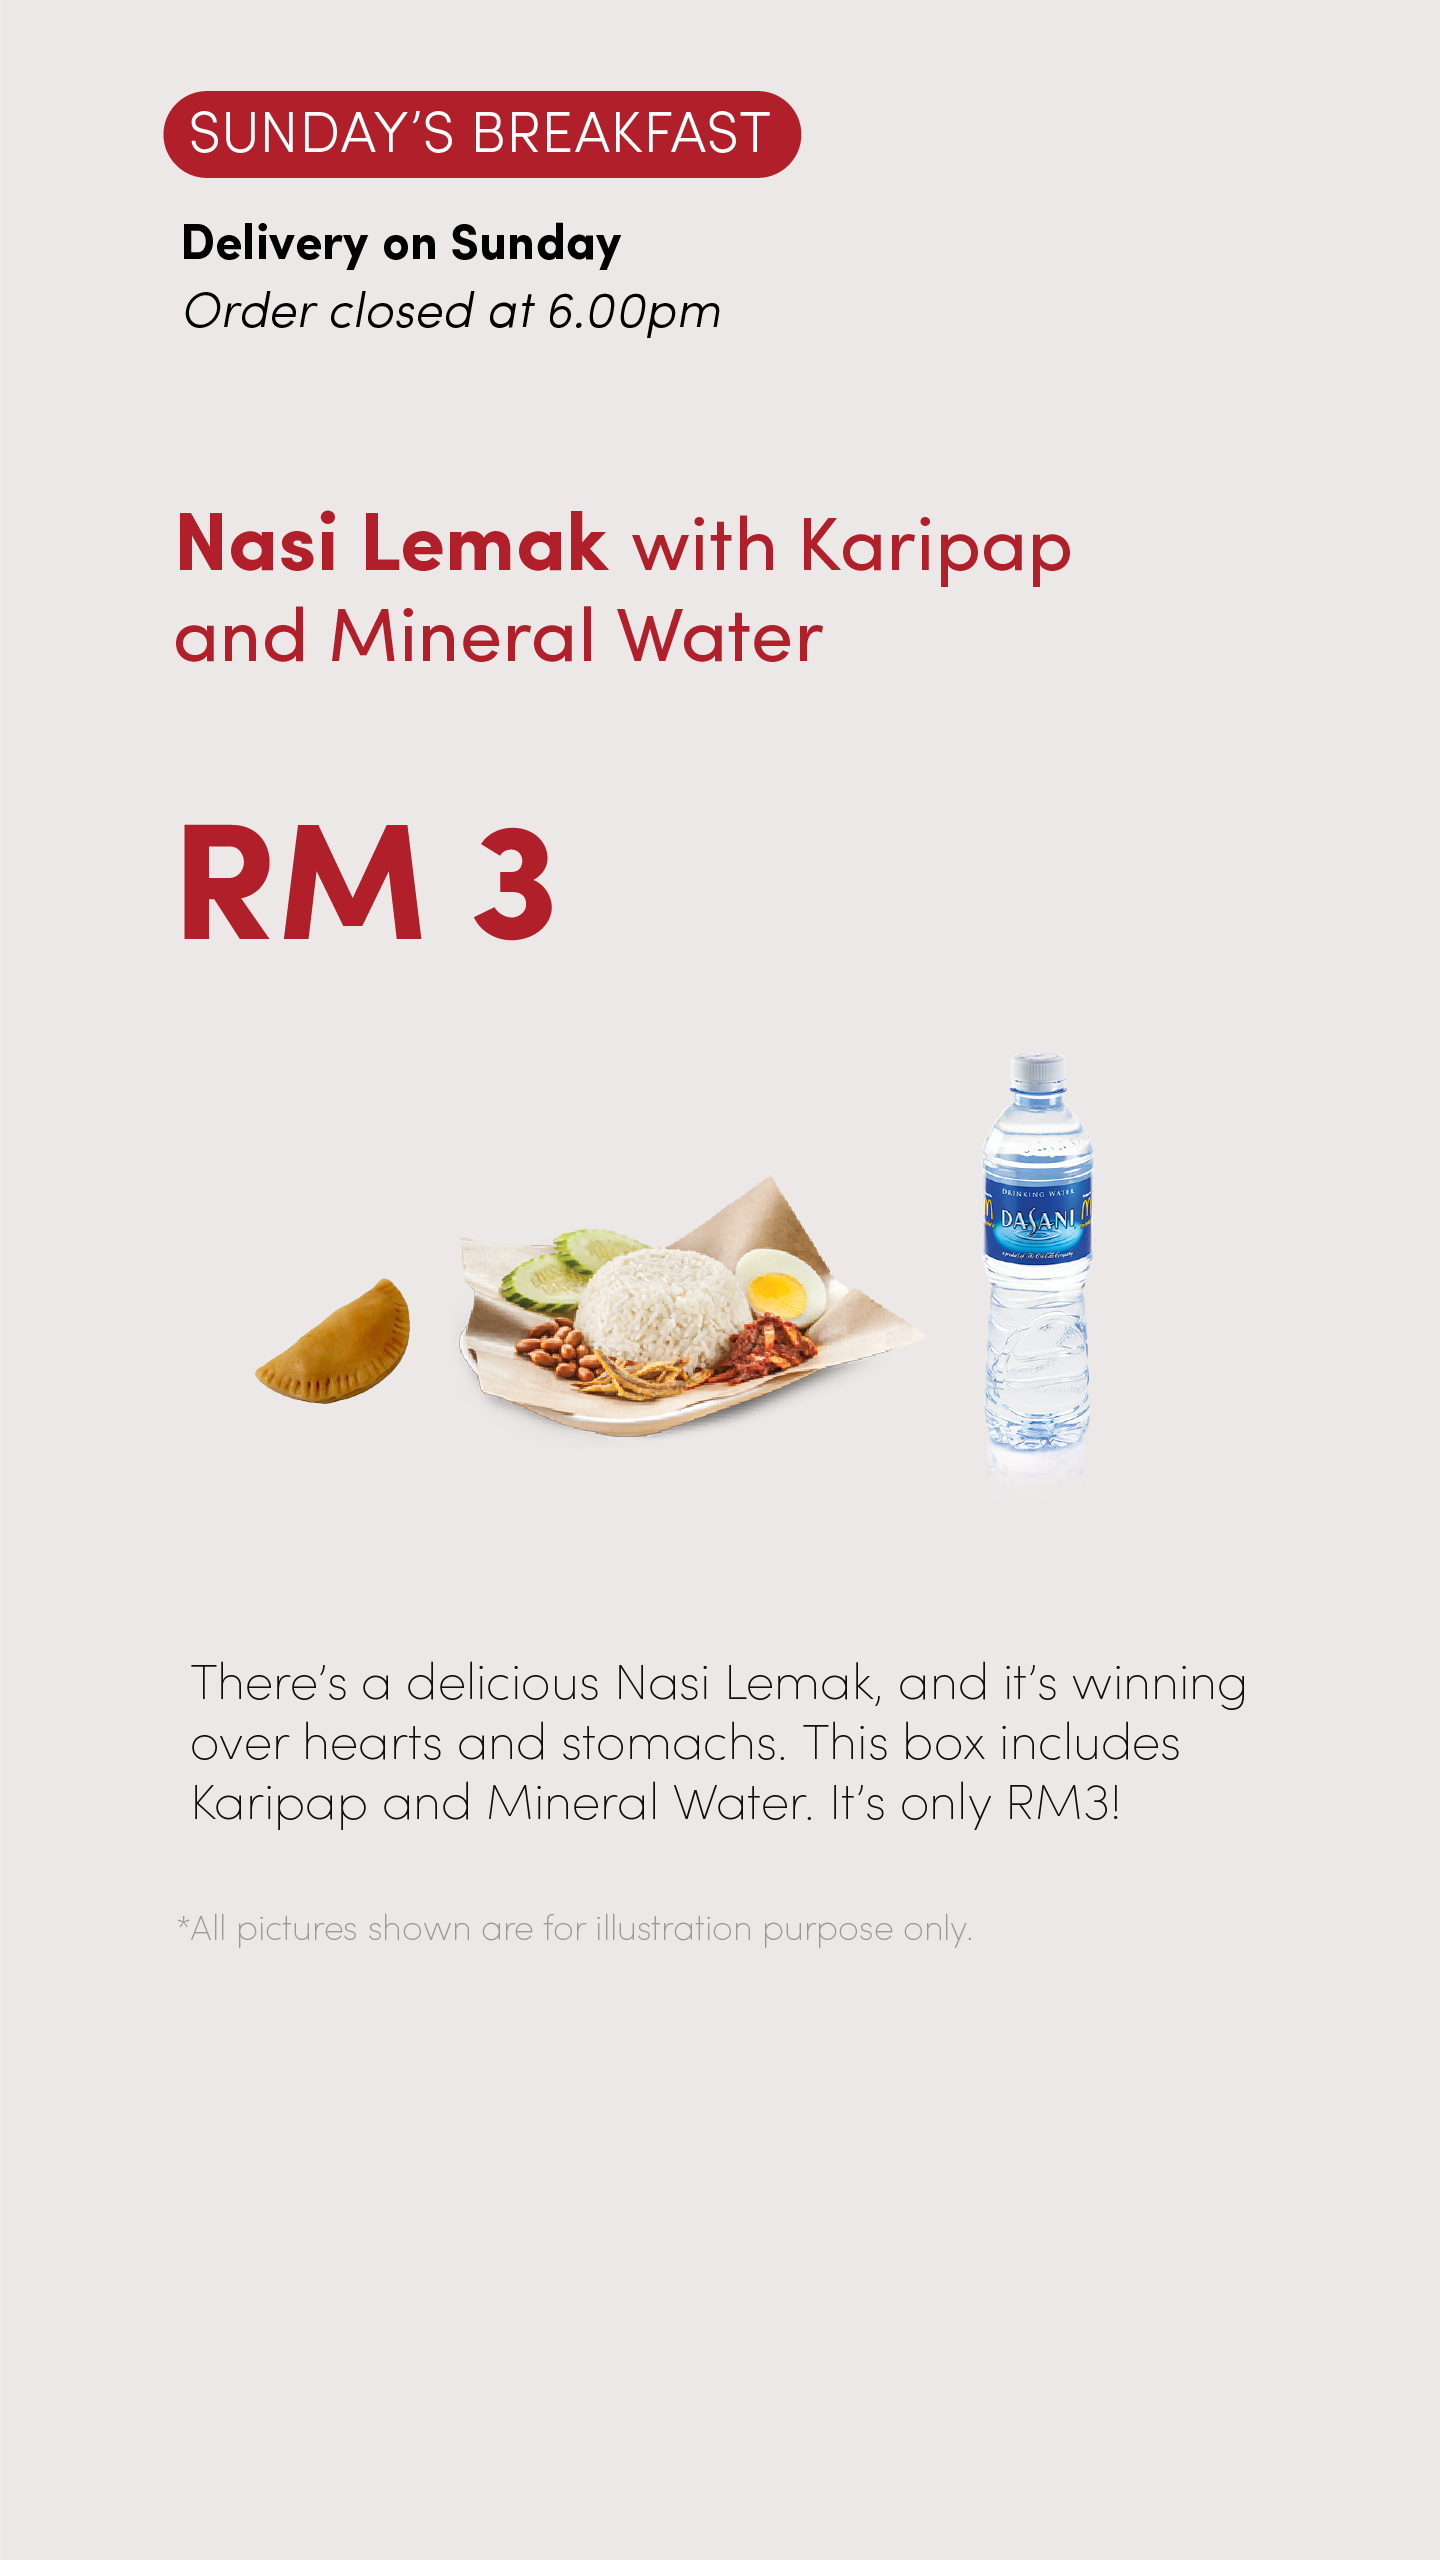 SUNDAY’S BREAKFAST
Delivery on Sunday
Order closed at 6.00pm
Nasi Lemak with Karipap
and Mineral Water
RM 3
DRINKING WATER
DASANI
There’s a delicious Nasi Lemak, and it’s winning
over hearts and stomachs. This box includes
Karipap and Mineral Water. It’s only RM3!
*All pictures shown are for illustration purpose only.